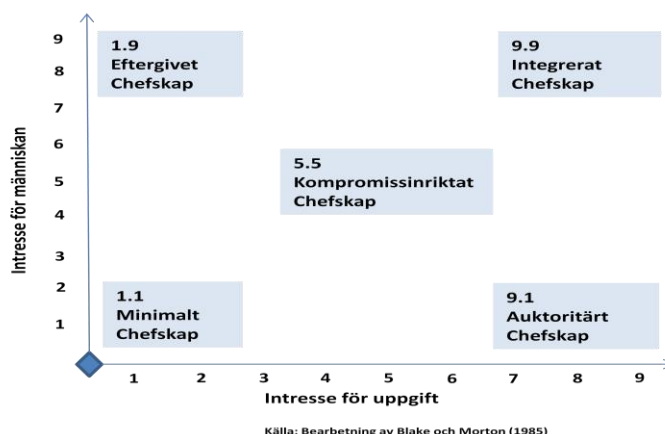 Intresse för människan
9
8
7
6
5
4
3
2
1
1.9
Eftergivet
Chefskap
9.9
Integrerat
Chefskap
5.5
Kompromissinriktat
Chefskap
1.1
Minimalt
Chefskap
9.1
Auktoritärt
Chefskap
1 2 3 4 5 6 7 8 9
Intresse för uppgift
Källa: Bearbetning av Blake och Morton (1985)